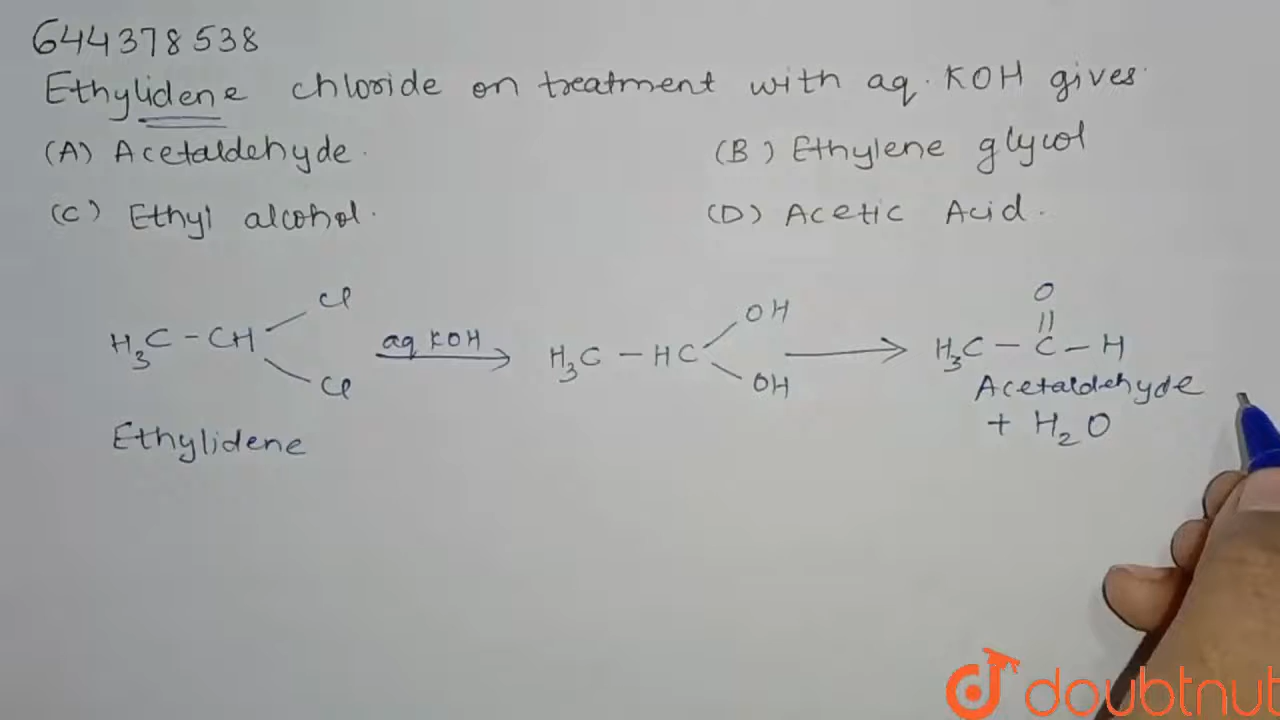 644378538
Ethylidene chloride on treatment with aq. KOH gives
(A) Acetaldehyde.
(B) Ethylene glycol
(C) Ethyl alcohol.
(D) Acetic Acid.
H3C-CH Cl Cl
aq KOH
H3C-HC OH OH
H3C-C-H O
Acetaldehyde
+ H2O
Ethylidene
doubtnut